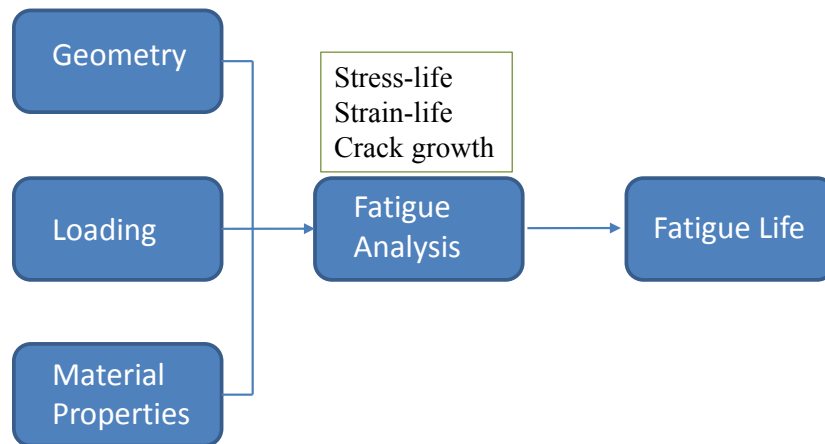 Geometry
Stress-life
Strain-life
Crack growth
Loading
Fatigue
Analysis
Fatigue Life
Material
Properties